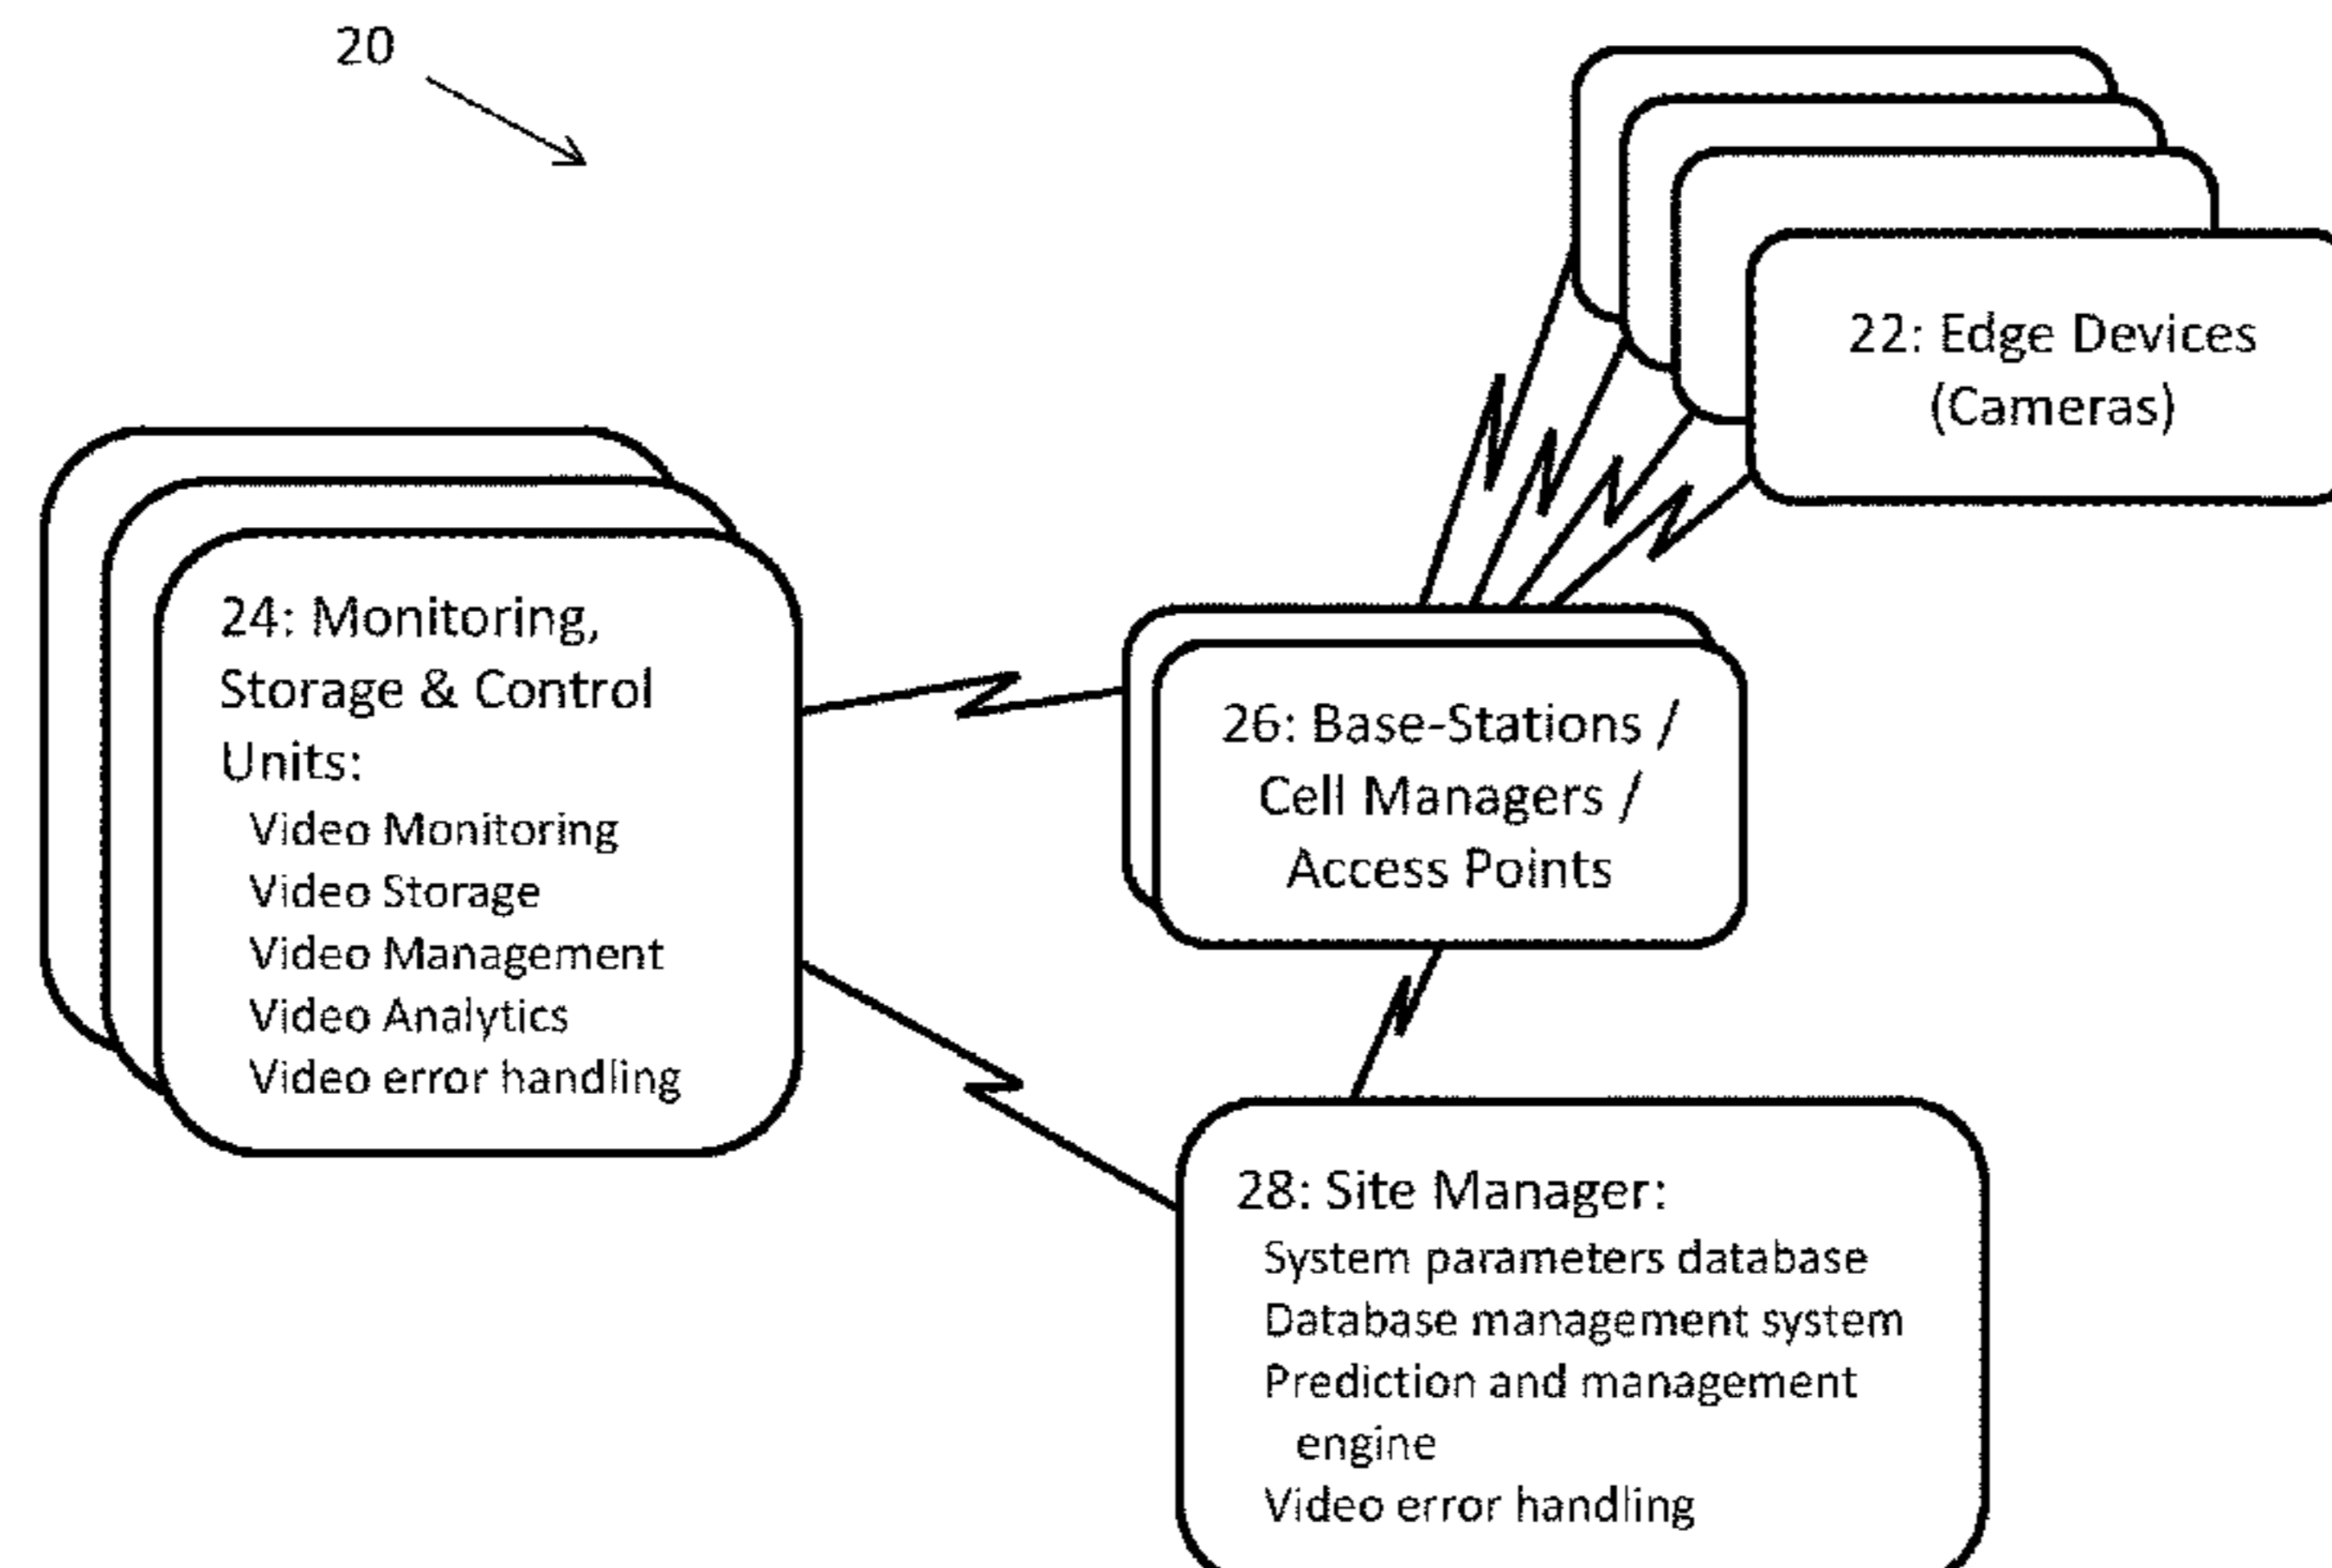 20
22: Edge Devices
(Cameras)
24: Monitoring,
Storage & Control
Units:
Video Monitoring
Video Storage
Video Management
Video Analytics
Video error handling
26: Base-Stations /
Cell Managers /
Access Points
28: Site Manager:
System parameters database
Database management system
Prediction and management
engine
Video error handling